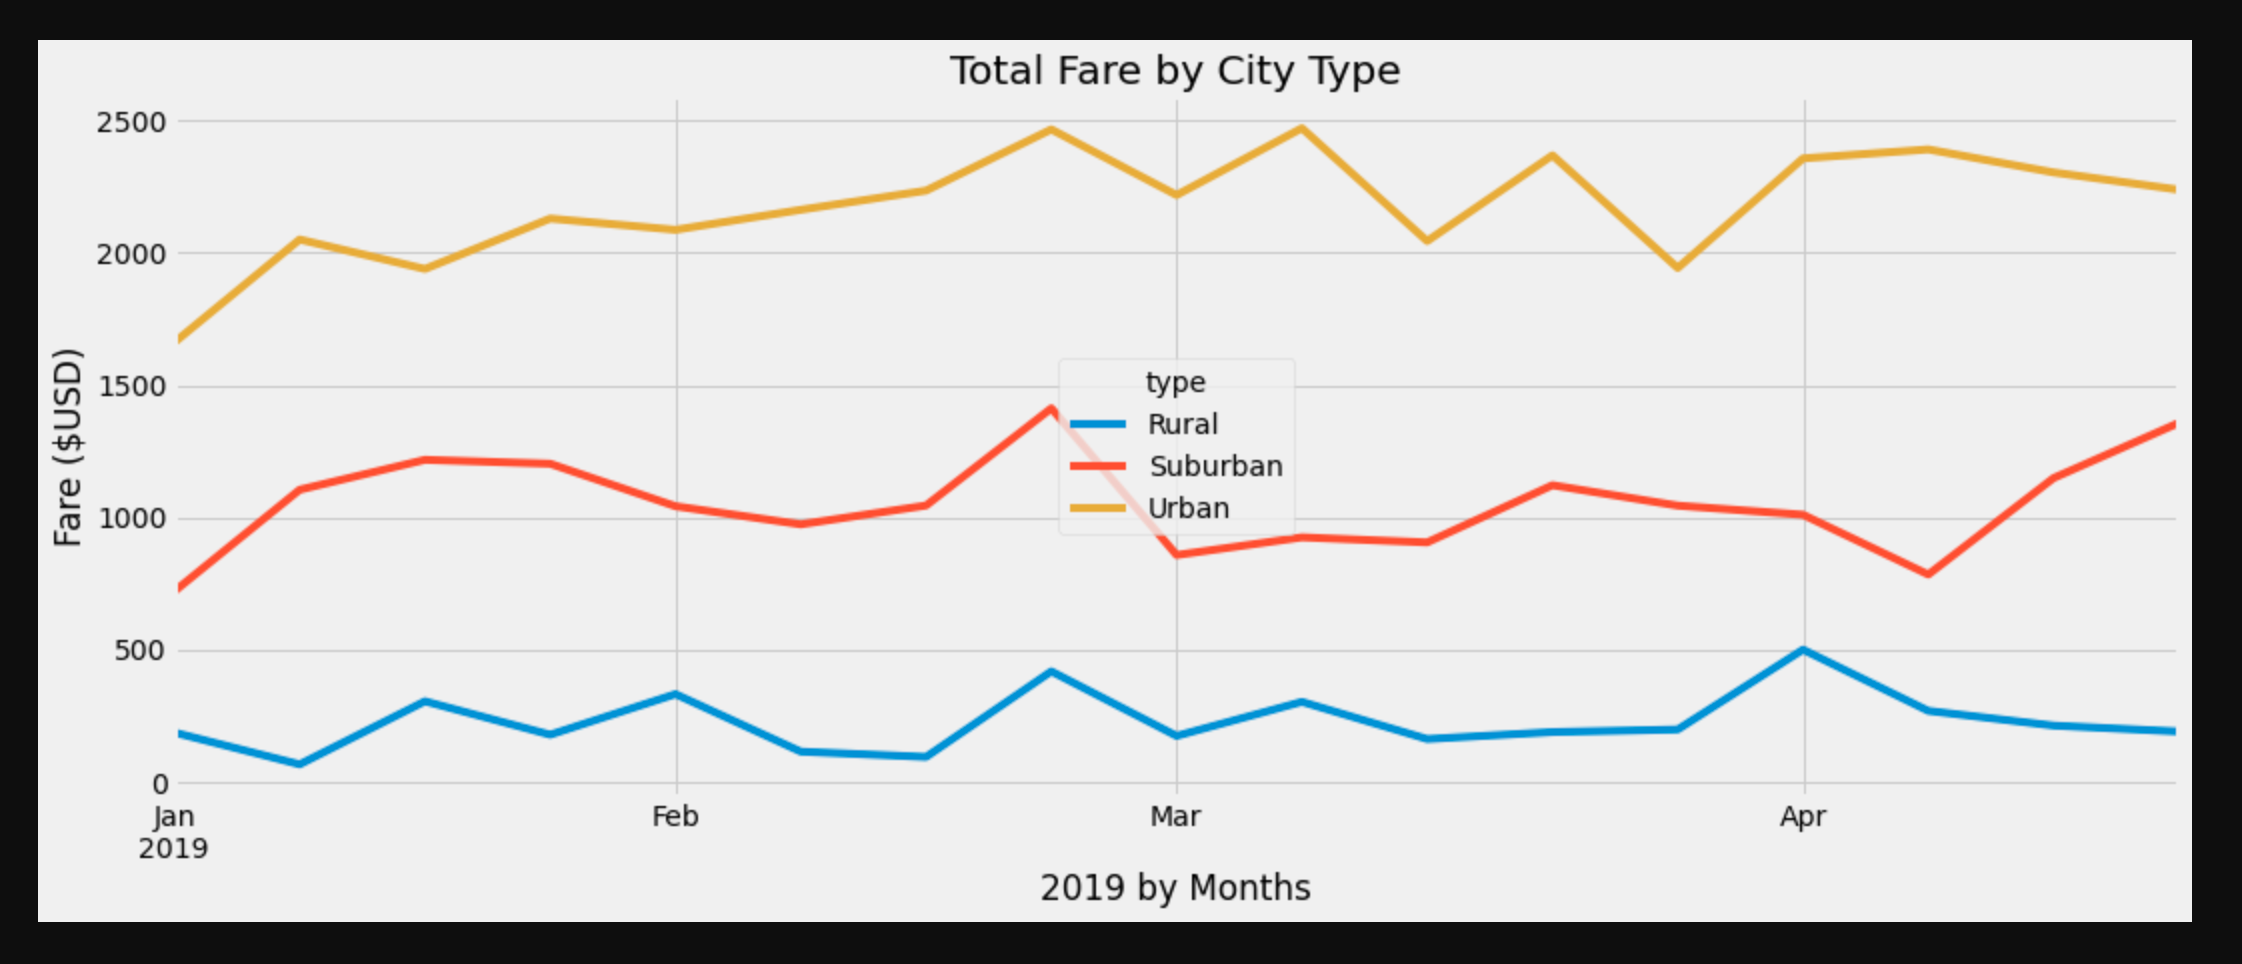 Total Fare by City Type
2500
2000
1500
1000
500
0
Fare ($USD)
type
Rural
Suburban
Urban
Jan Feb Mar Apr
2019
2019 by Months